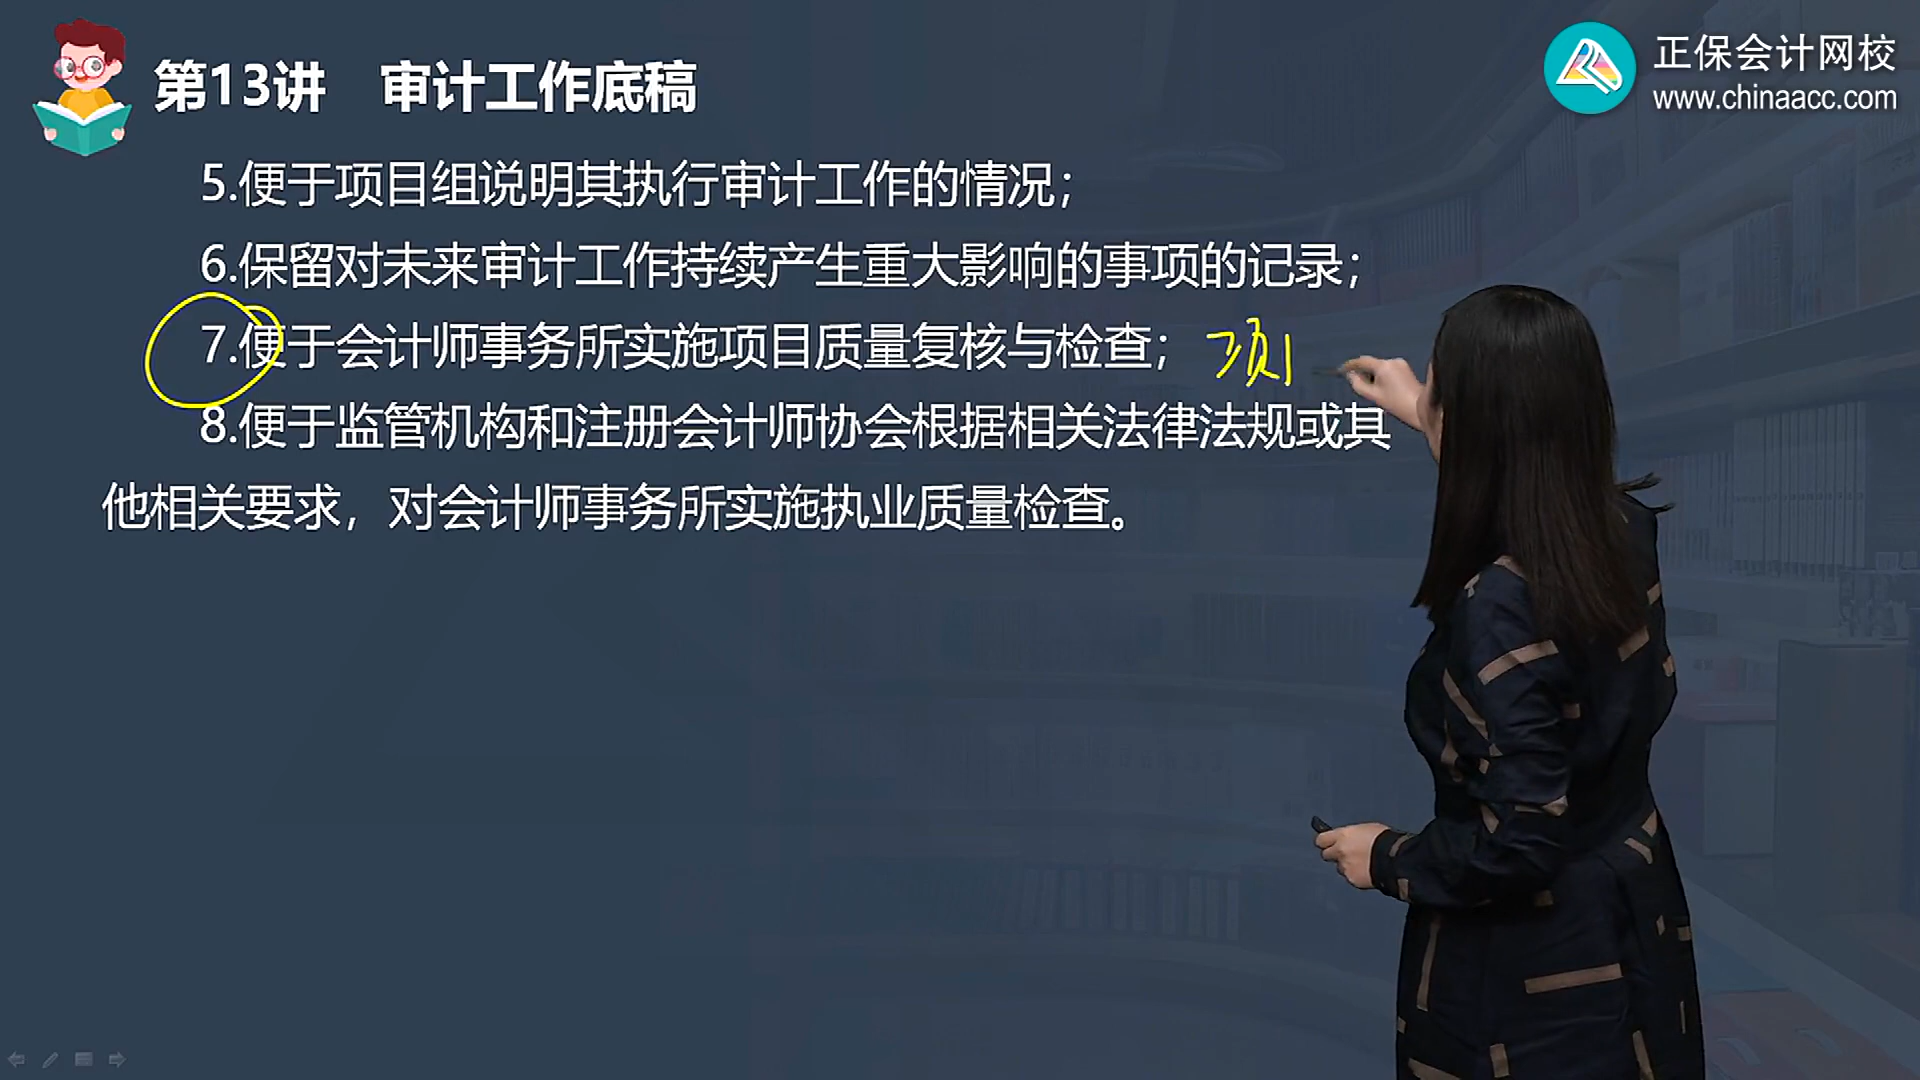 第13讲 审计工作底稿
正保会计网校
www.chinaacc.com
5.便于项目组说明其执行审计工作的情况；
6.保留对未来审计工作持续产生重大影响的事项的记录；
7.便于会计师事务所实施项目质量复核与检查；
项
8.便于监管机构和注册会计师协会根据相关法律法规或其
他相关要求，对会计师事务所实施执业质量检查。